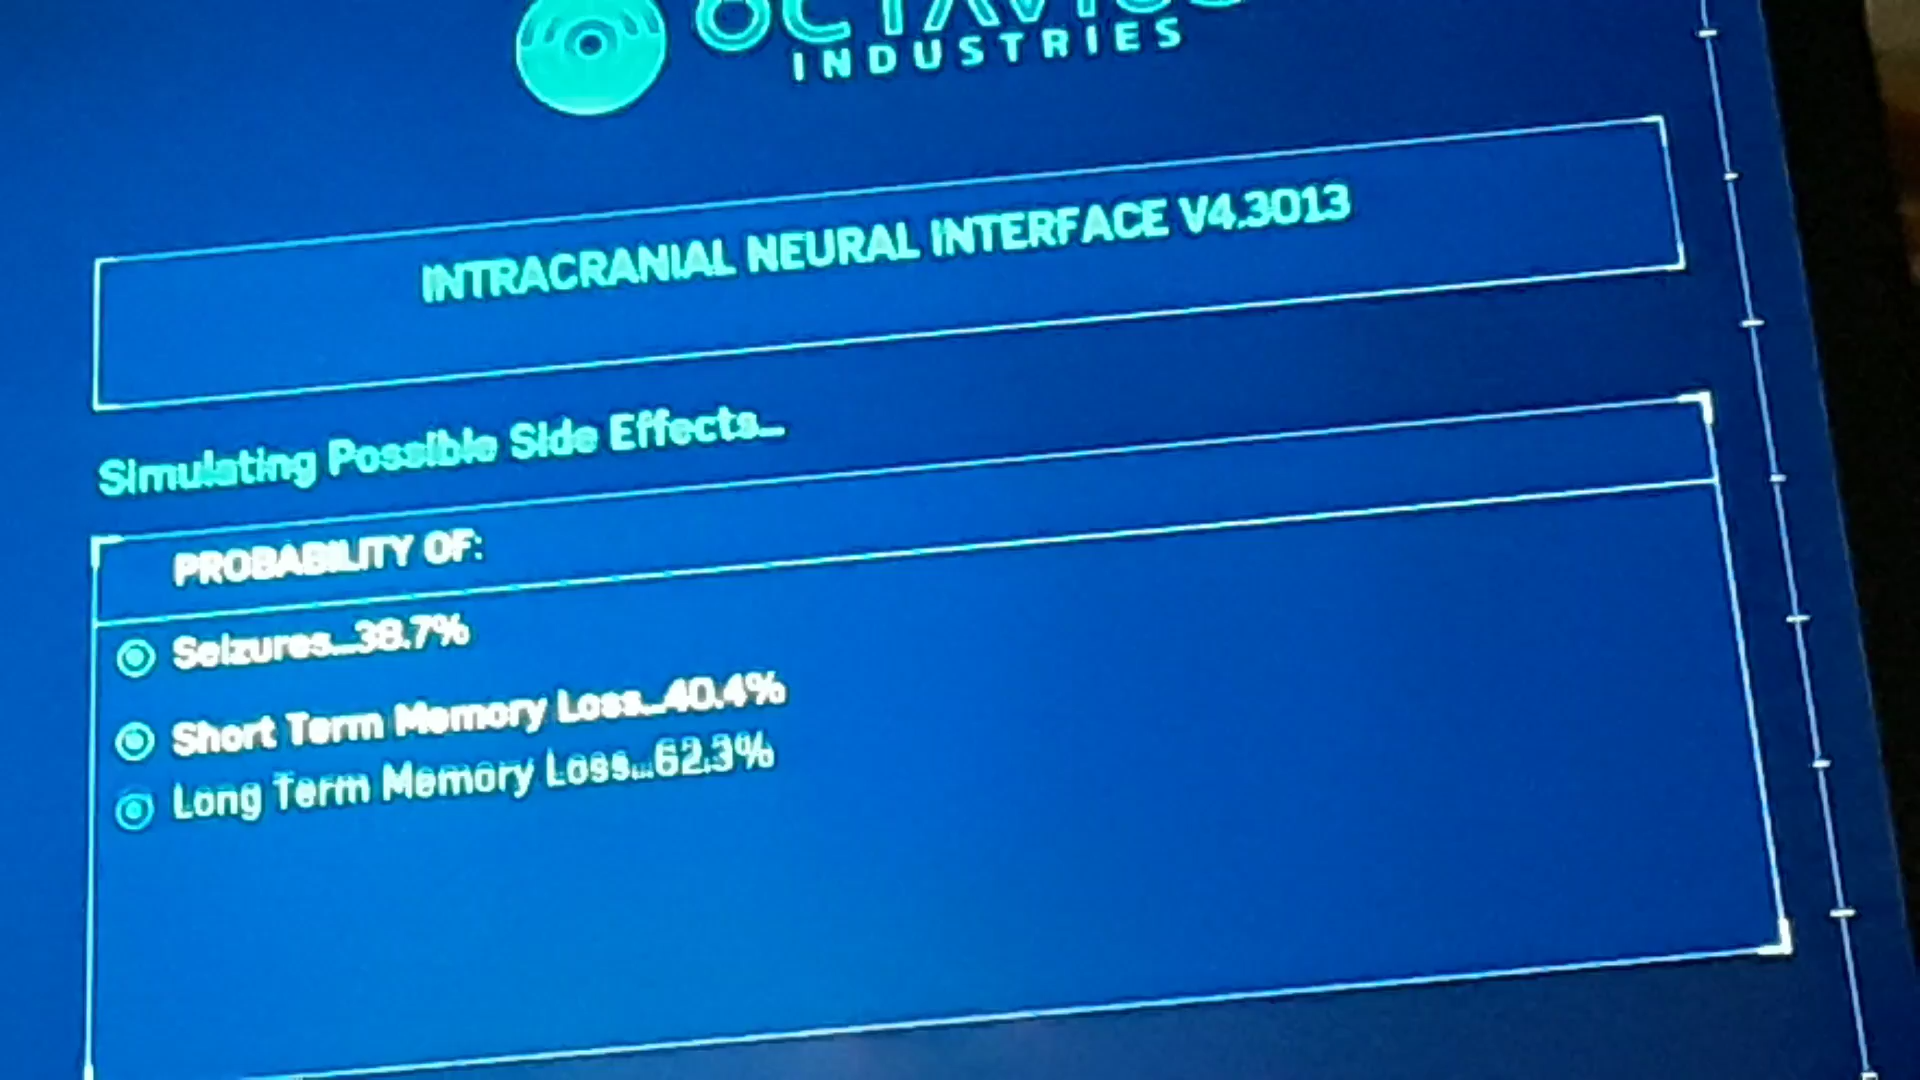 OCTAVIUS
INDUSTRIES
INTRACRANIAL NEURAL INTERFACE V4.3013
Simulating Possible Side Effects...
PROBABILITY OF:
Seizures...38.7%
Short Term Memory Loss...40.4%
Long Term Memory Loss...62.3%